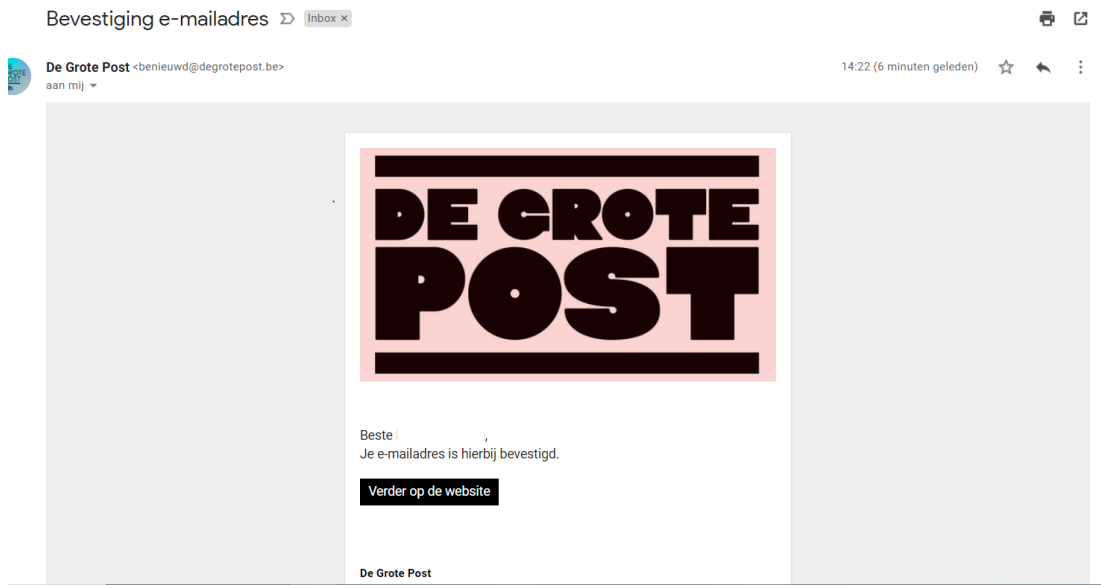 Bevestiging e-mailadres Inbox ×
De Grote Post <benieuwd@degrotepost.be> 14:22 (6 minuten geleden)
aan mij
DE GROTE
POST
Beste ,
Je e-mailadres is hierbij bevestigd.
Verder op de website
De Grote Post